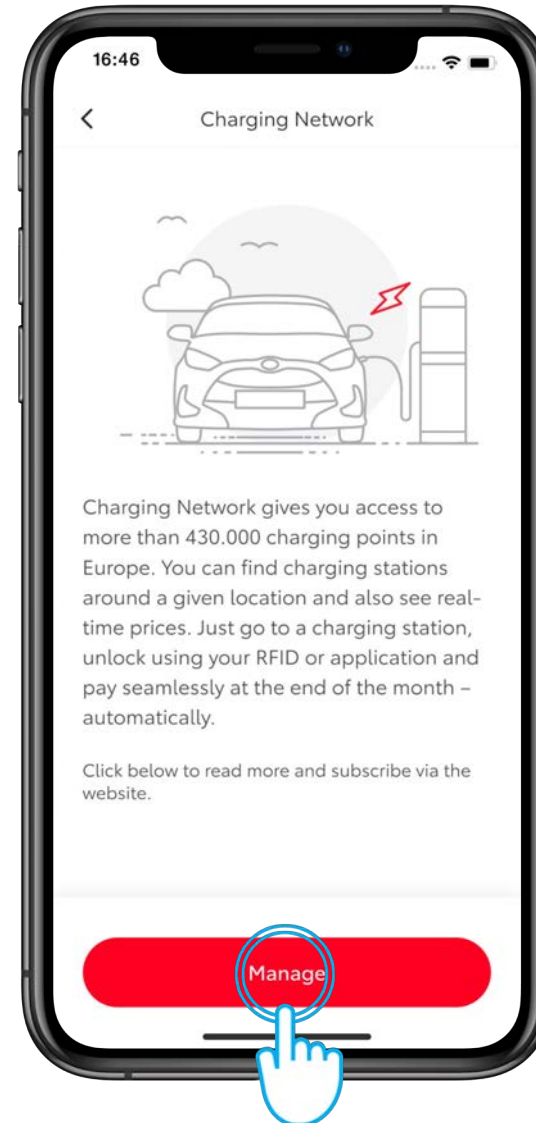 16:46
Charging Network
Charging Network gives you access to
more than 430.000 charging points in
Europe. You can find charging stations
around a given location and also see real-
time prices. Just go to a charging station,
unlock using your RFID or application and
pay seamlessly at the end of the month –
automatically.
Click below to read more and subscribe via the
website.
Manage